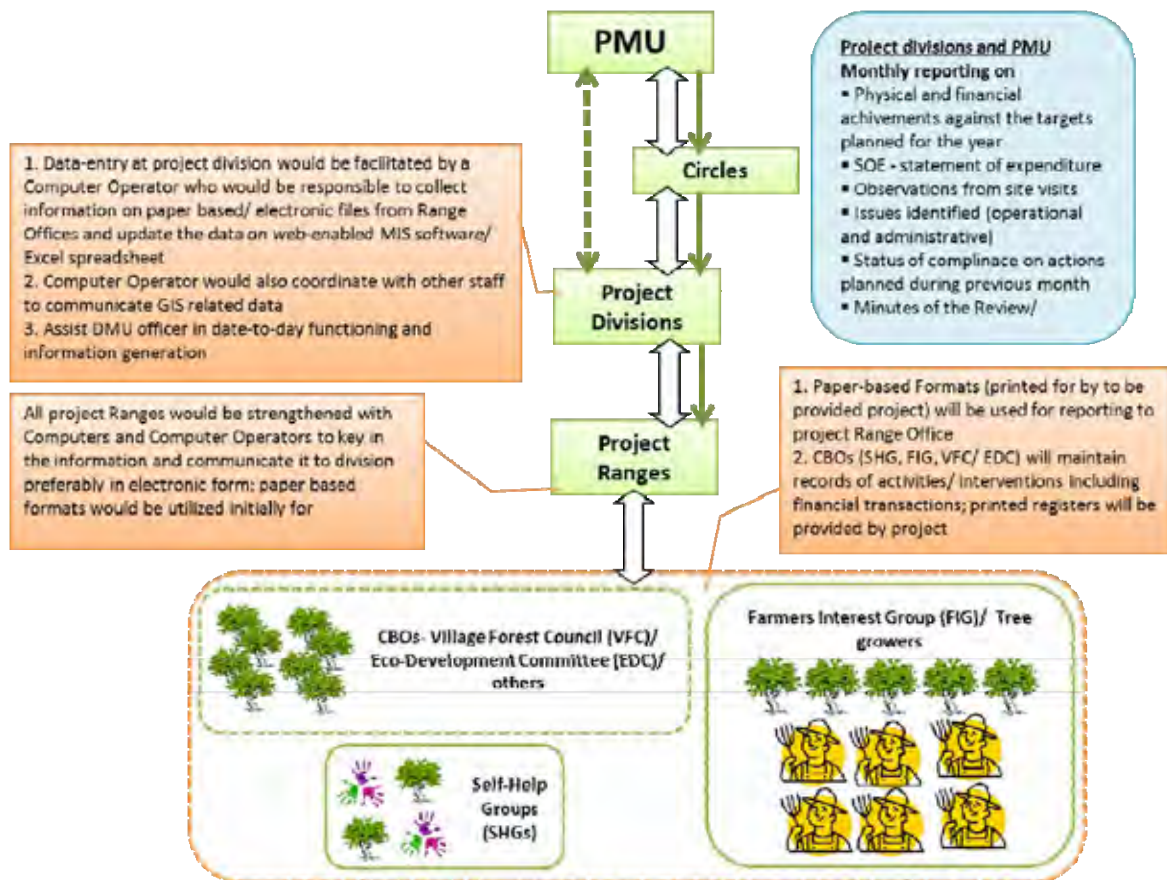 PMU
Project divisions and PMU
Monthly reporting on
▪ Physical and financial
achivements against the targets
planned for the year
▪ SOE - statement of expenditure
▪ Observations from site visits
▪ Issues identified (operational
and administrative)
▪ Status of complinace on actions
planned during previous month
▪ Minutes of the Review/
1. Data-entry at project division would be facilitated by a
Computer Operator who would be responsible to collect
information on paper based/ electronic files from Range
Offices and update the data on web-enabled MIS software/
Excel spreadsheet
2. Computer Operator would also coordinate with other staff
to communicate GIS related data
3. Assist DMU officer in date-to-day functioning and
information generation
Circles
Project
Divisions
All project Ranges would be strengthened with
Computers and Computer Operators to key in
the information and communicate it to division
preferably in electronic form; paper based
formats would be utilized initially for
Project
Ranges
1. Paper-based Formats (printed for by to be
provided project) will be used for reporting to
project Range Office
2. CBOs (SHG, FIG, VFC/ EDC) will maintain
records of activities/ interventions including
financial transactions; printed registers will be
provided by project
CBOs- Village Forest Council (VFC)/
Eco-Development Committee (EDC)/
others
Farmers Interest Group (FIG)/ Tree
growers
Self-Help
Groups
(SHGs)